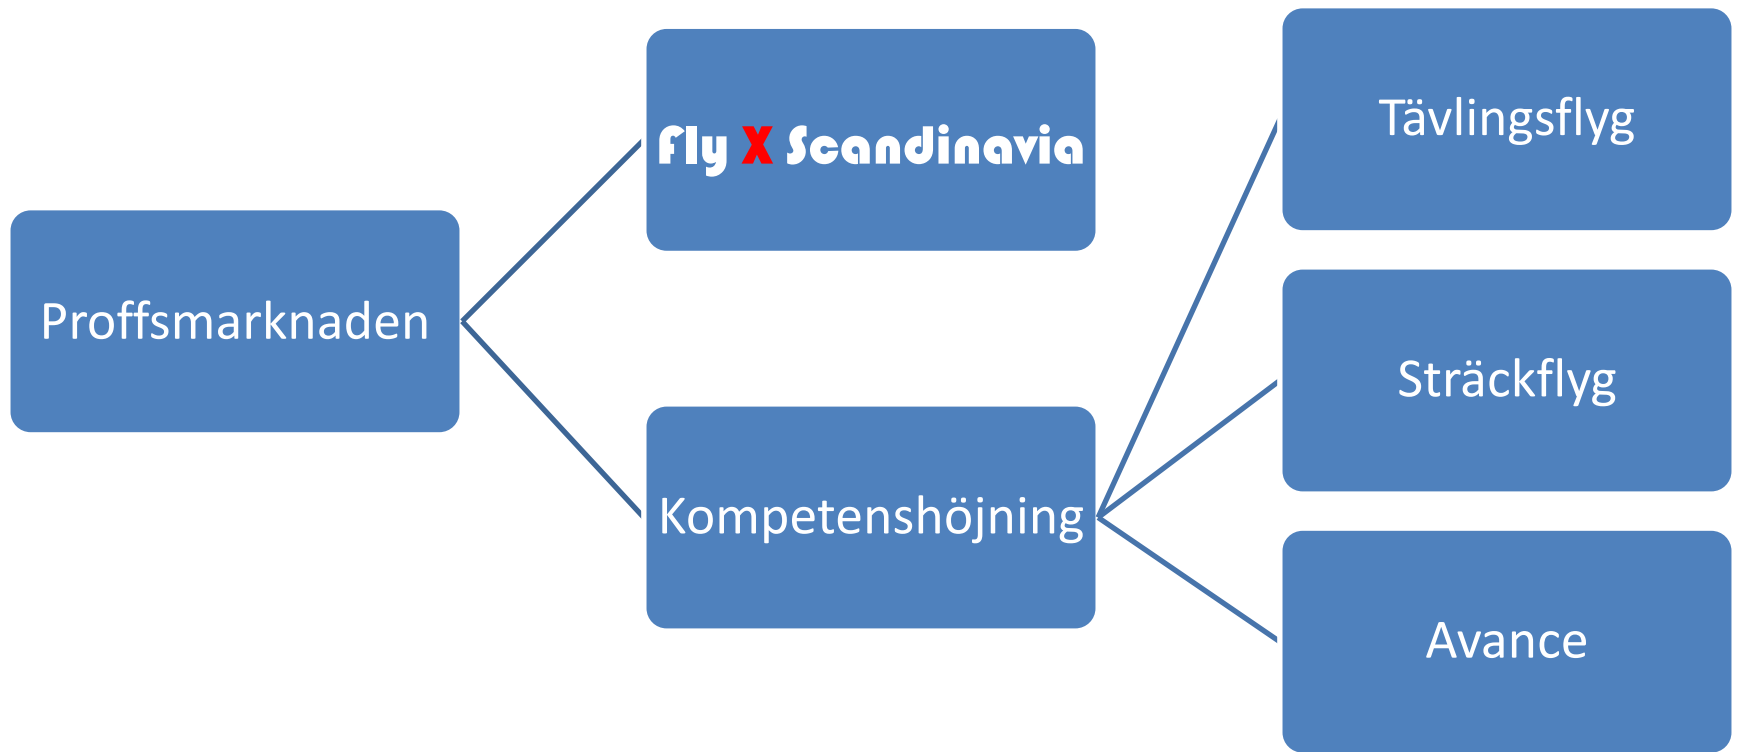 Proffsmarknaden
Fly X Scandinavia
Kompetenshöjning
Tävlingsflyg
Sträckflyg
Avance